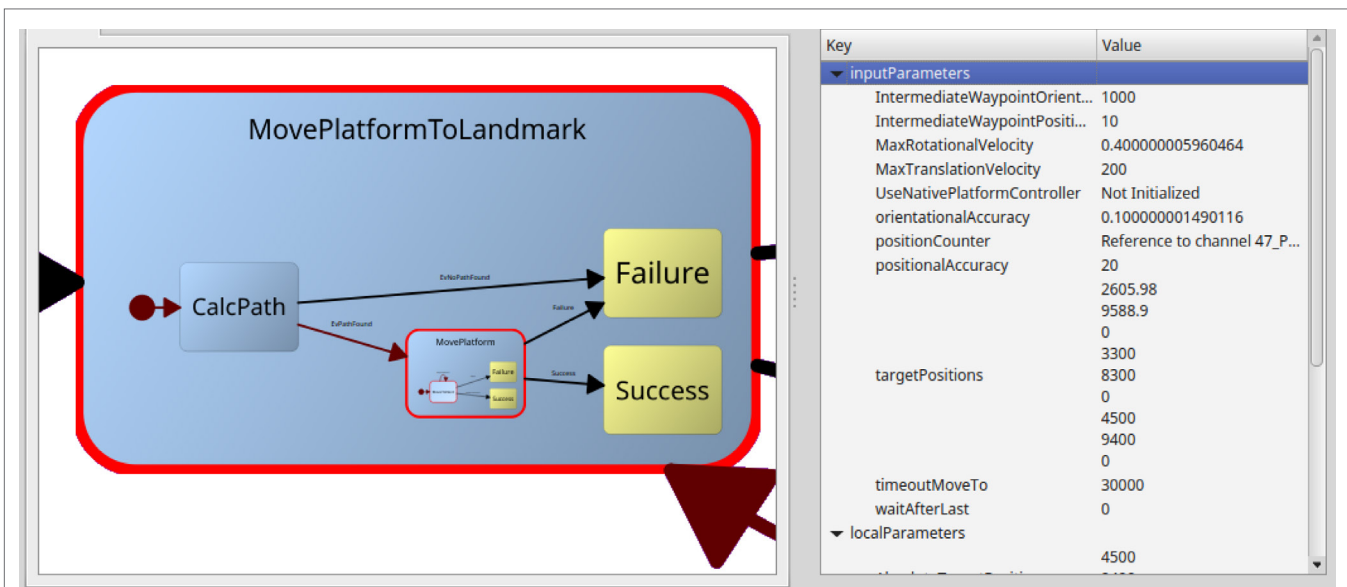 MovePlatformToLandmark
EvNoPathFound
Failure
CalcPath
Failure
EvPathFound
MovePlatform
Failure
Success
Success
Success
Key Value
inputParameters
IntermediateWaypointOrient... 1000
IntermediateWaypointPositi... 10
MaxRotationalVelocity 0.400000005960464
MaxTranslationVelocity 200
UseNativePlatformController Not Initialized
orientationalAccuracy 0.100000001490116
positionCounter Reference to channel 47_P...
positionalAccuracy 20
2605.98
9588.9
0
3300
targetPositions 8300
0
4500
9400
0
timeoutMoveTo 30000
waitAfterLast 0
localParameters
4500